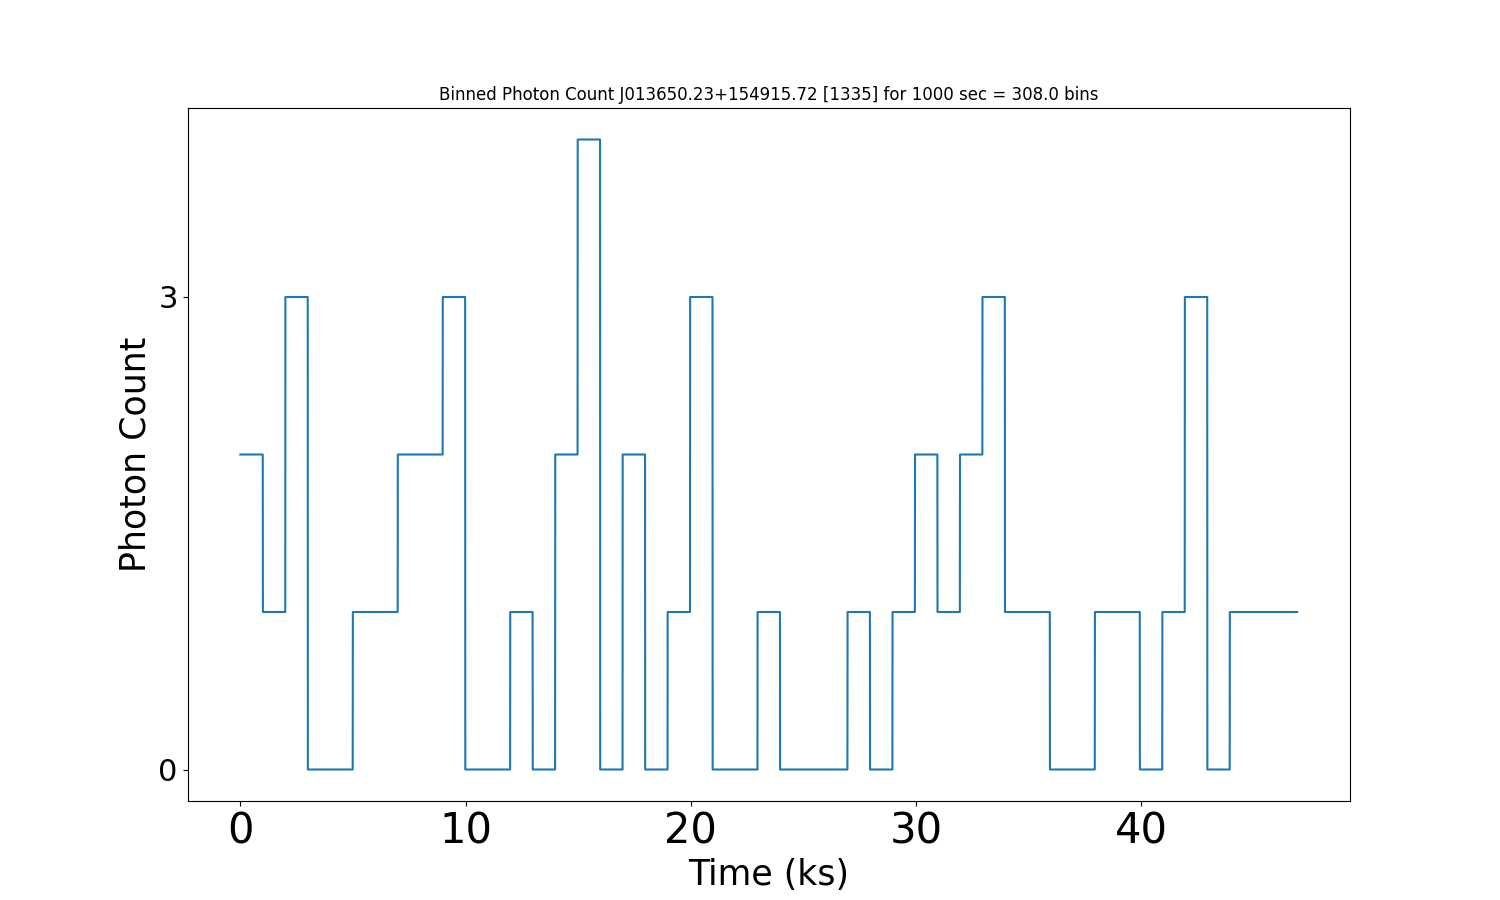 Binned Photon Count J013650.23+154915.72 [1335] for 1000 sec = 308.0 bins
3
Photon Count
0
0 10 20 30 40
Time (ks)